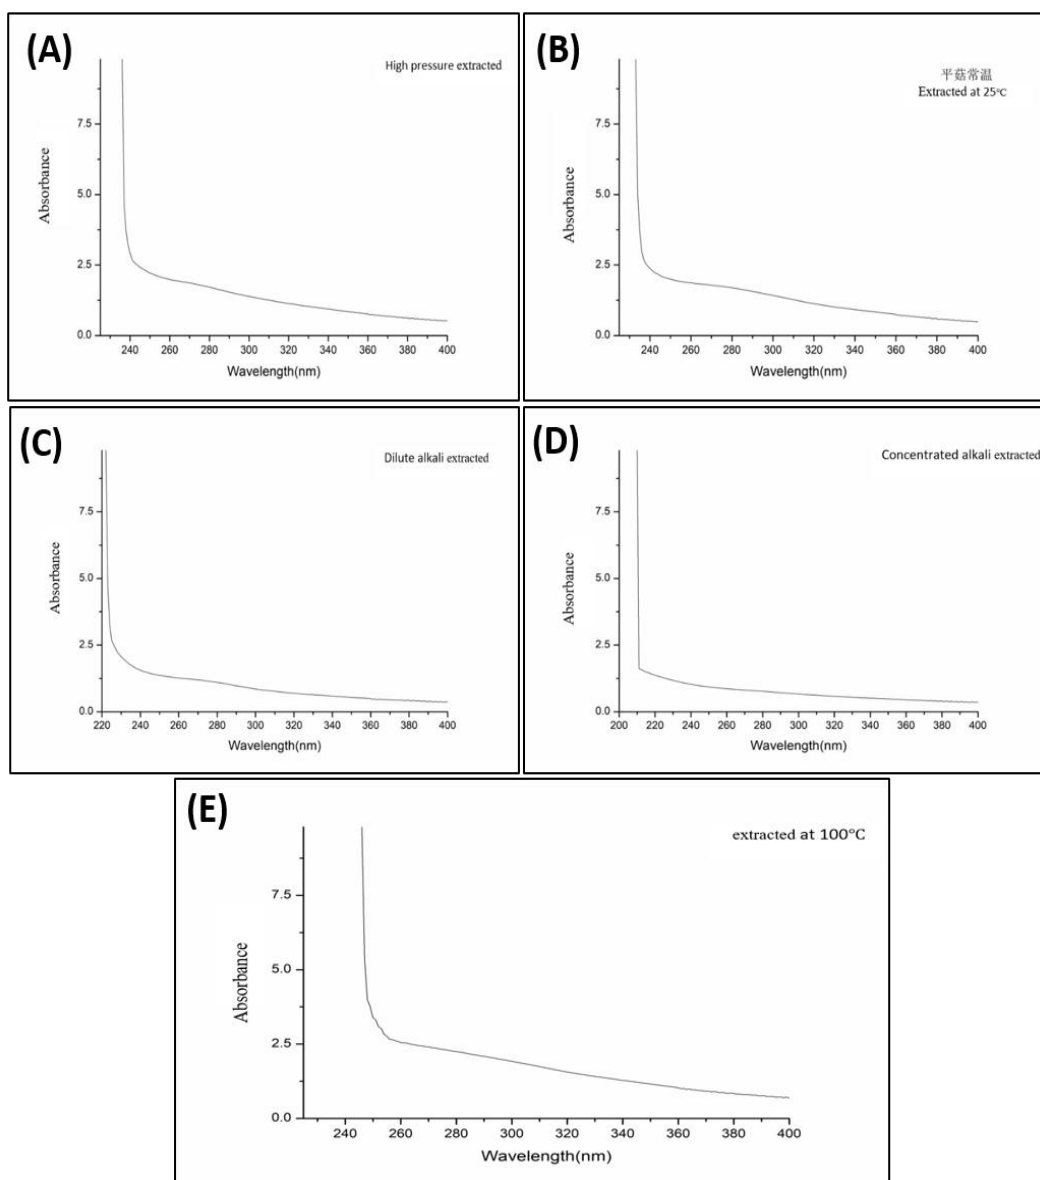 (A)
High pressure extracted
Absorbance
7.5
5.0
2.5
0.0
240 260 280 300 320 340 360 380 400
Wavelength(nm)
(B)
平菇常温
Extracted at 25°C
Absorbance
7.5
5.0
2.5
0.0
240 260 280 300 320 340 360 380 400
Wavelength(nm)
(C)
Dilute alkali extracted
Absorbance
7.5
5.0
2.5
0.0
220 240 260 280 300 320 340 360 380 400
Wavelength(nm)
(D)
Concentrated alkali extracted
Absorbance
7.5
5.0
2.5
0.0
200 220 240 260 280 300 320 340 360 380 400
Wavelength(nm)
(E)
extracted at 100°C
Absorbance
7.5
5.0
2.5
0.0
240 260 280 300 320 340 360 380 400
Wavelength(nm)